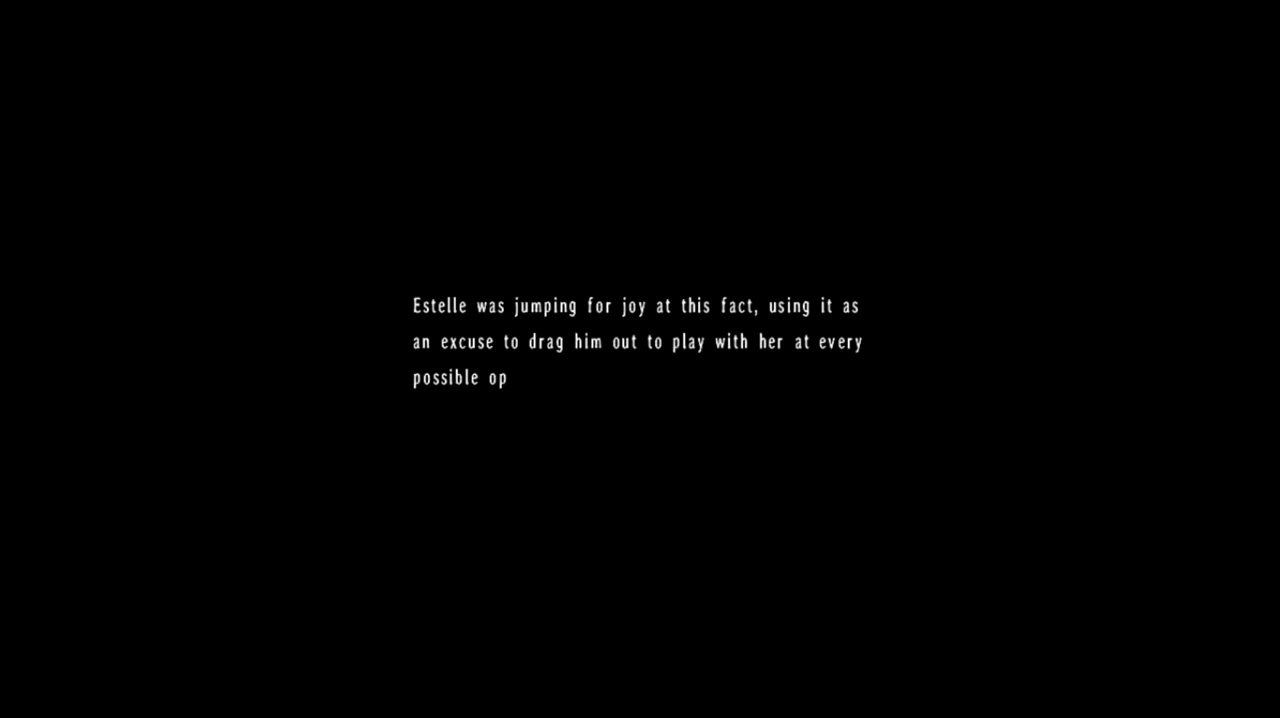 Estelle was jumping for joy at this fact, using it as
an excuse to drag him out to play with her at every
possible op